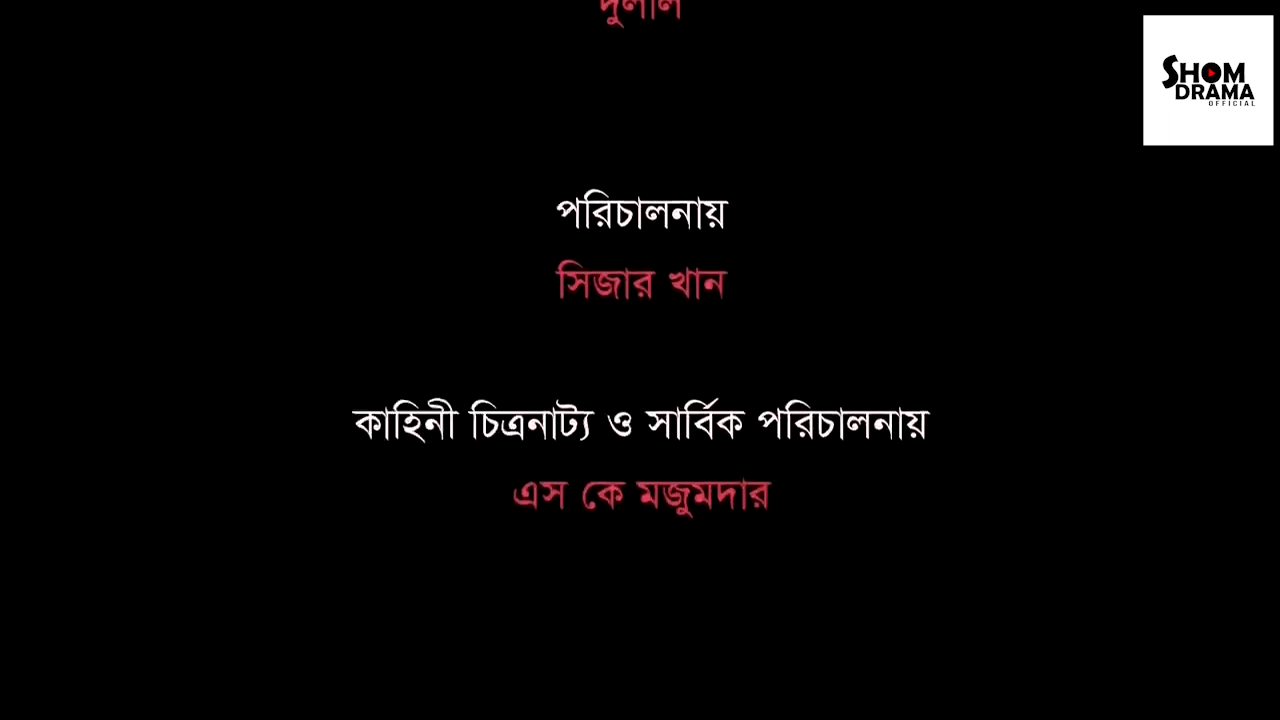 দুলাল
SHOM
DRAMA
OFFICIAL
পরিচালনায়
সিজার খান
কাহিনী চিত্রনাট্য ও সার্বিক পরিচালনায়
এস কে মজুমদার